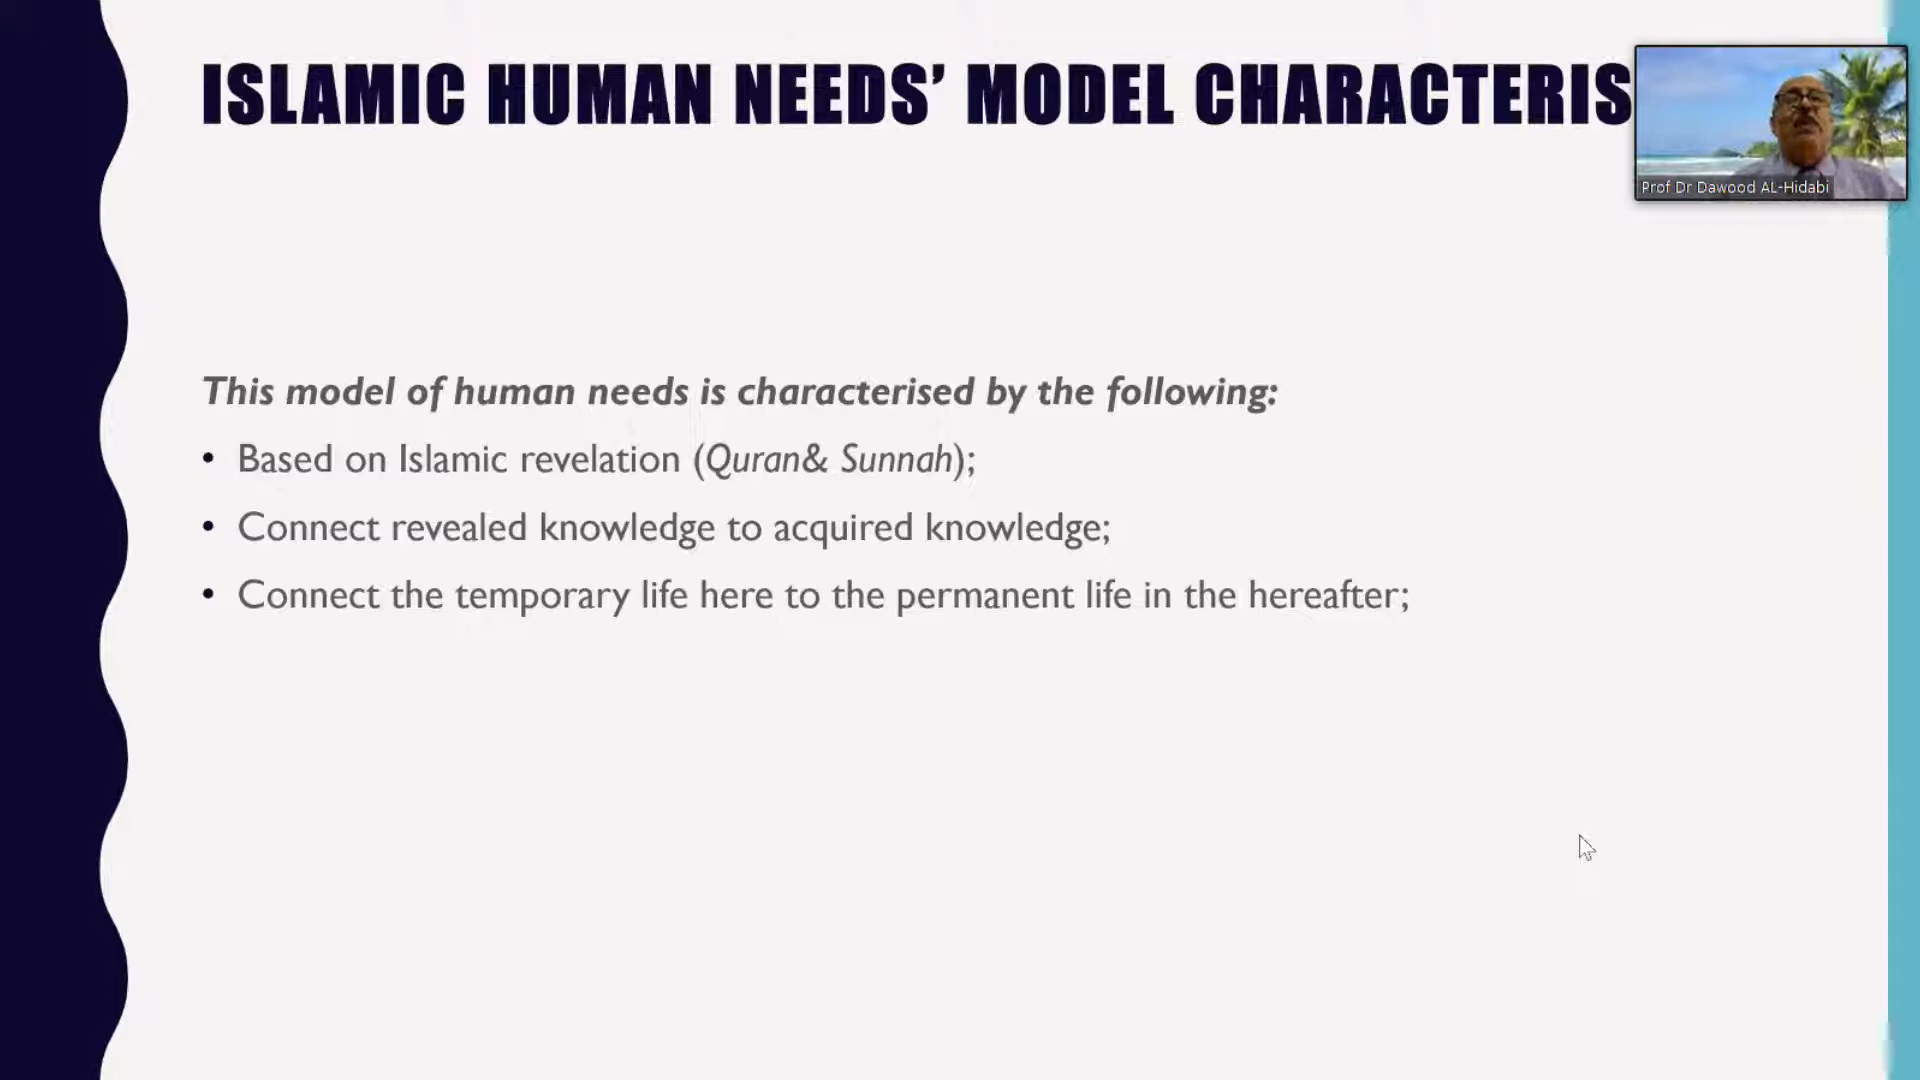 ISLAMIC HUMAN NEEDS’ MODEL CHARACTERIS
Prof Dr Dawood AL-Hidabi
This model of human needs is characterised by the following:
• Based on Islamic revelation (Quran& Sunnah);
• Connect revealed knowledge to acquired knowledge;
• Connect the temporary life here to the permanent life in the hereafter;